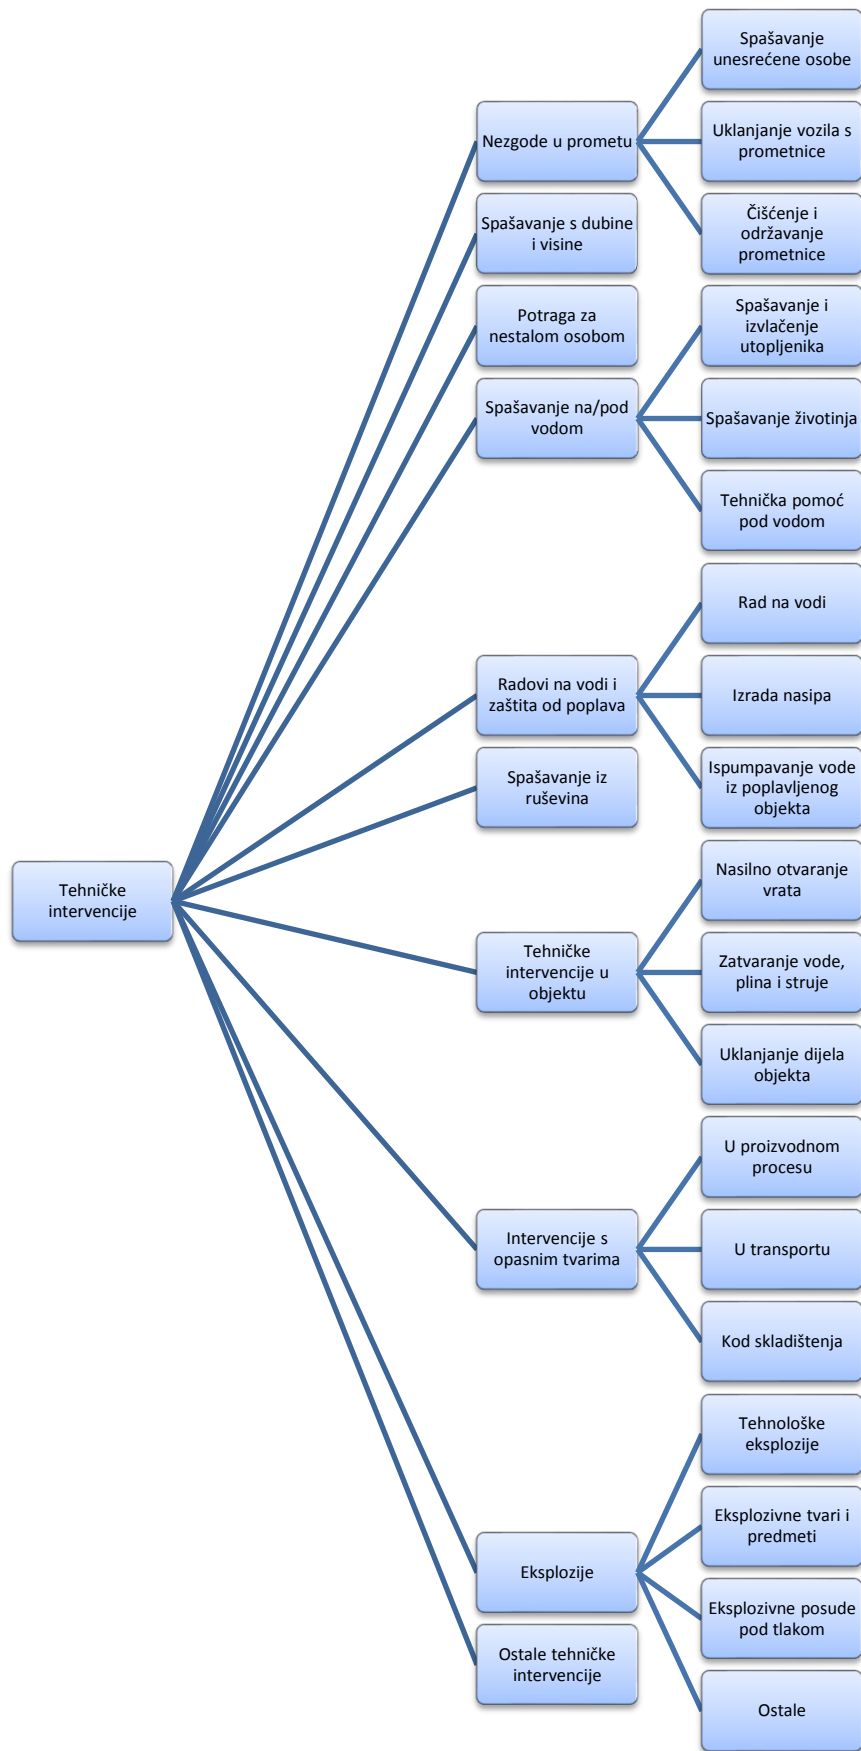 Tehničke
intervencije
Nezgode u prometu
Spašavanje
unesrećene osobe
Uklanjanje vozila s
prometnice
Čišćenje i
održavanje
prometnice
Spašavanje s dubine
i visine
Potraga za
nestalom osobom
Spašavanje na/pod
vodom
Spašavanje i
izvlačenje
utopljenika
Spašavanje životinja
Tehnička pomoć
pod vodom
Radovi na vodi i
zaštita od poplava
Rad na vodi
Izrada nasipa
Ispumpavanje vode
iz poplavljenog
objekta
Spašavanje iz
ruševina
Tehničke
intervencije u
objektu
Nasilno otvaranje
vrata
Zatvaranje vode,
plina i struje
Uklanjanje dijela
objekta
Intervencije s
opasnim tvarima
U proizvodnom
procesu
U transportu
Kod skladištenja
Eksplozije
Tehnološke
eksplozije
Eksplozivne tvari i
predmeti
Eksplozivne posude
pod tlakom
Ostale
Ostale tehničke
intervencije